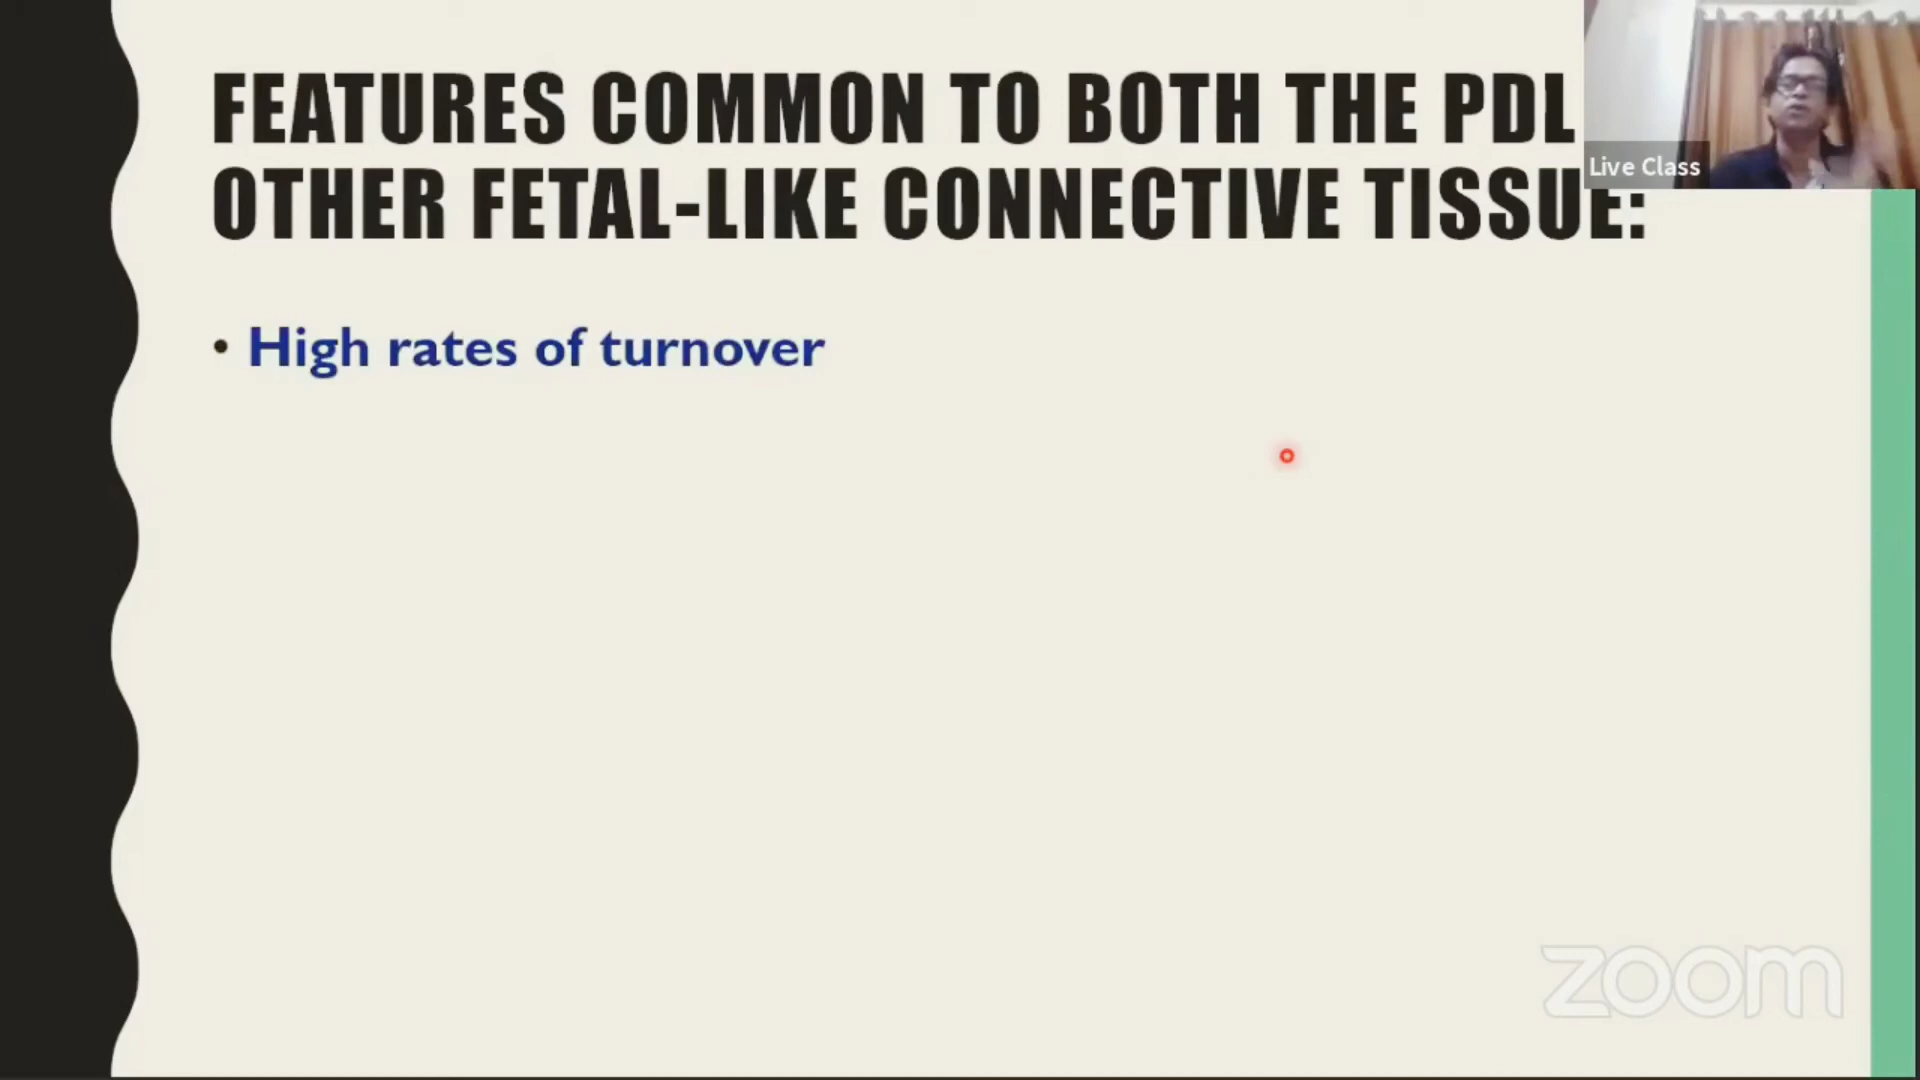 FEATURES COMMON TO BOTH THE PDL
OTHER FETAL-LIKE CONNECTIVE TISSUE:
• High rates of turnover
Live Class
zoom